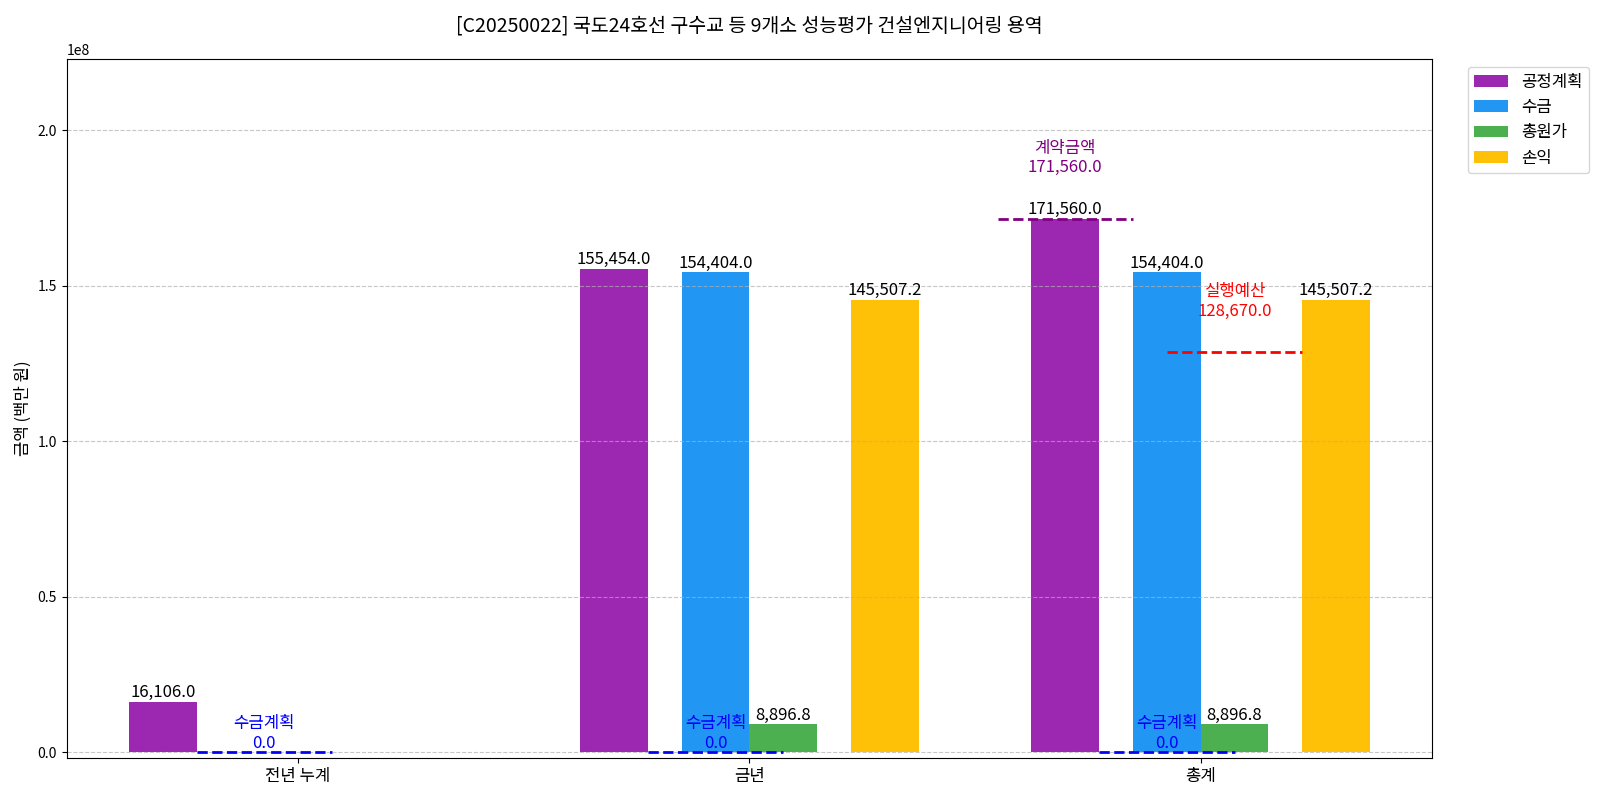 [C20250022] 국도24호선 구수교 등 9개소 성능평가 건설엔지니어링 용역
1e8
공정계획
수금
총원가
손익
금액 (백만 원)
2.0
1.5
1.0
0.5
0.0
16,106.0
수금계획
0.0
155,454.0
154,404.0
수금계획
0.0
8,896.8
145,507.2
계약금액
171,560.0
171,560.0
154,404.0
실행예산
128,670.0
수금계획
0.0
8,896.8
145,507.2
전년 누계
금년
총계